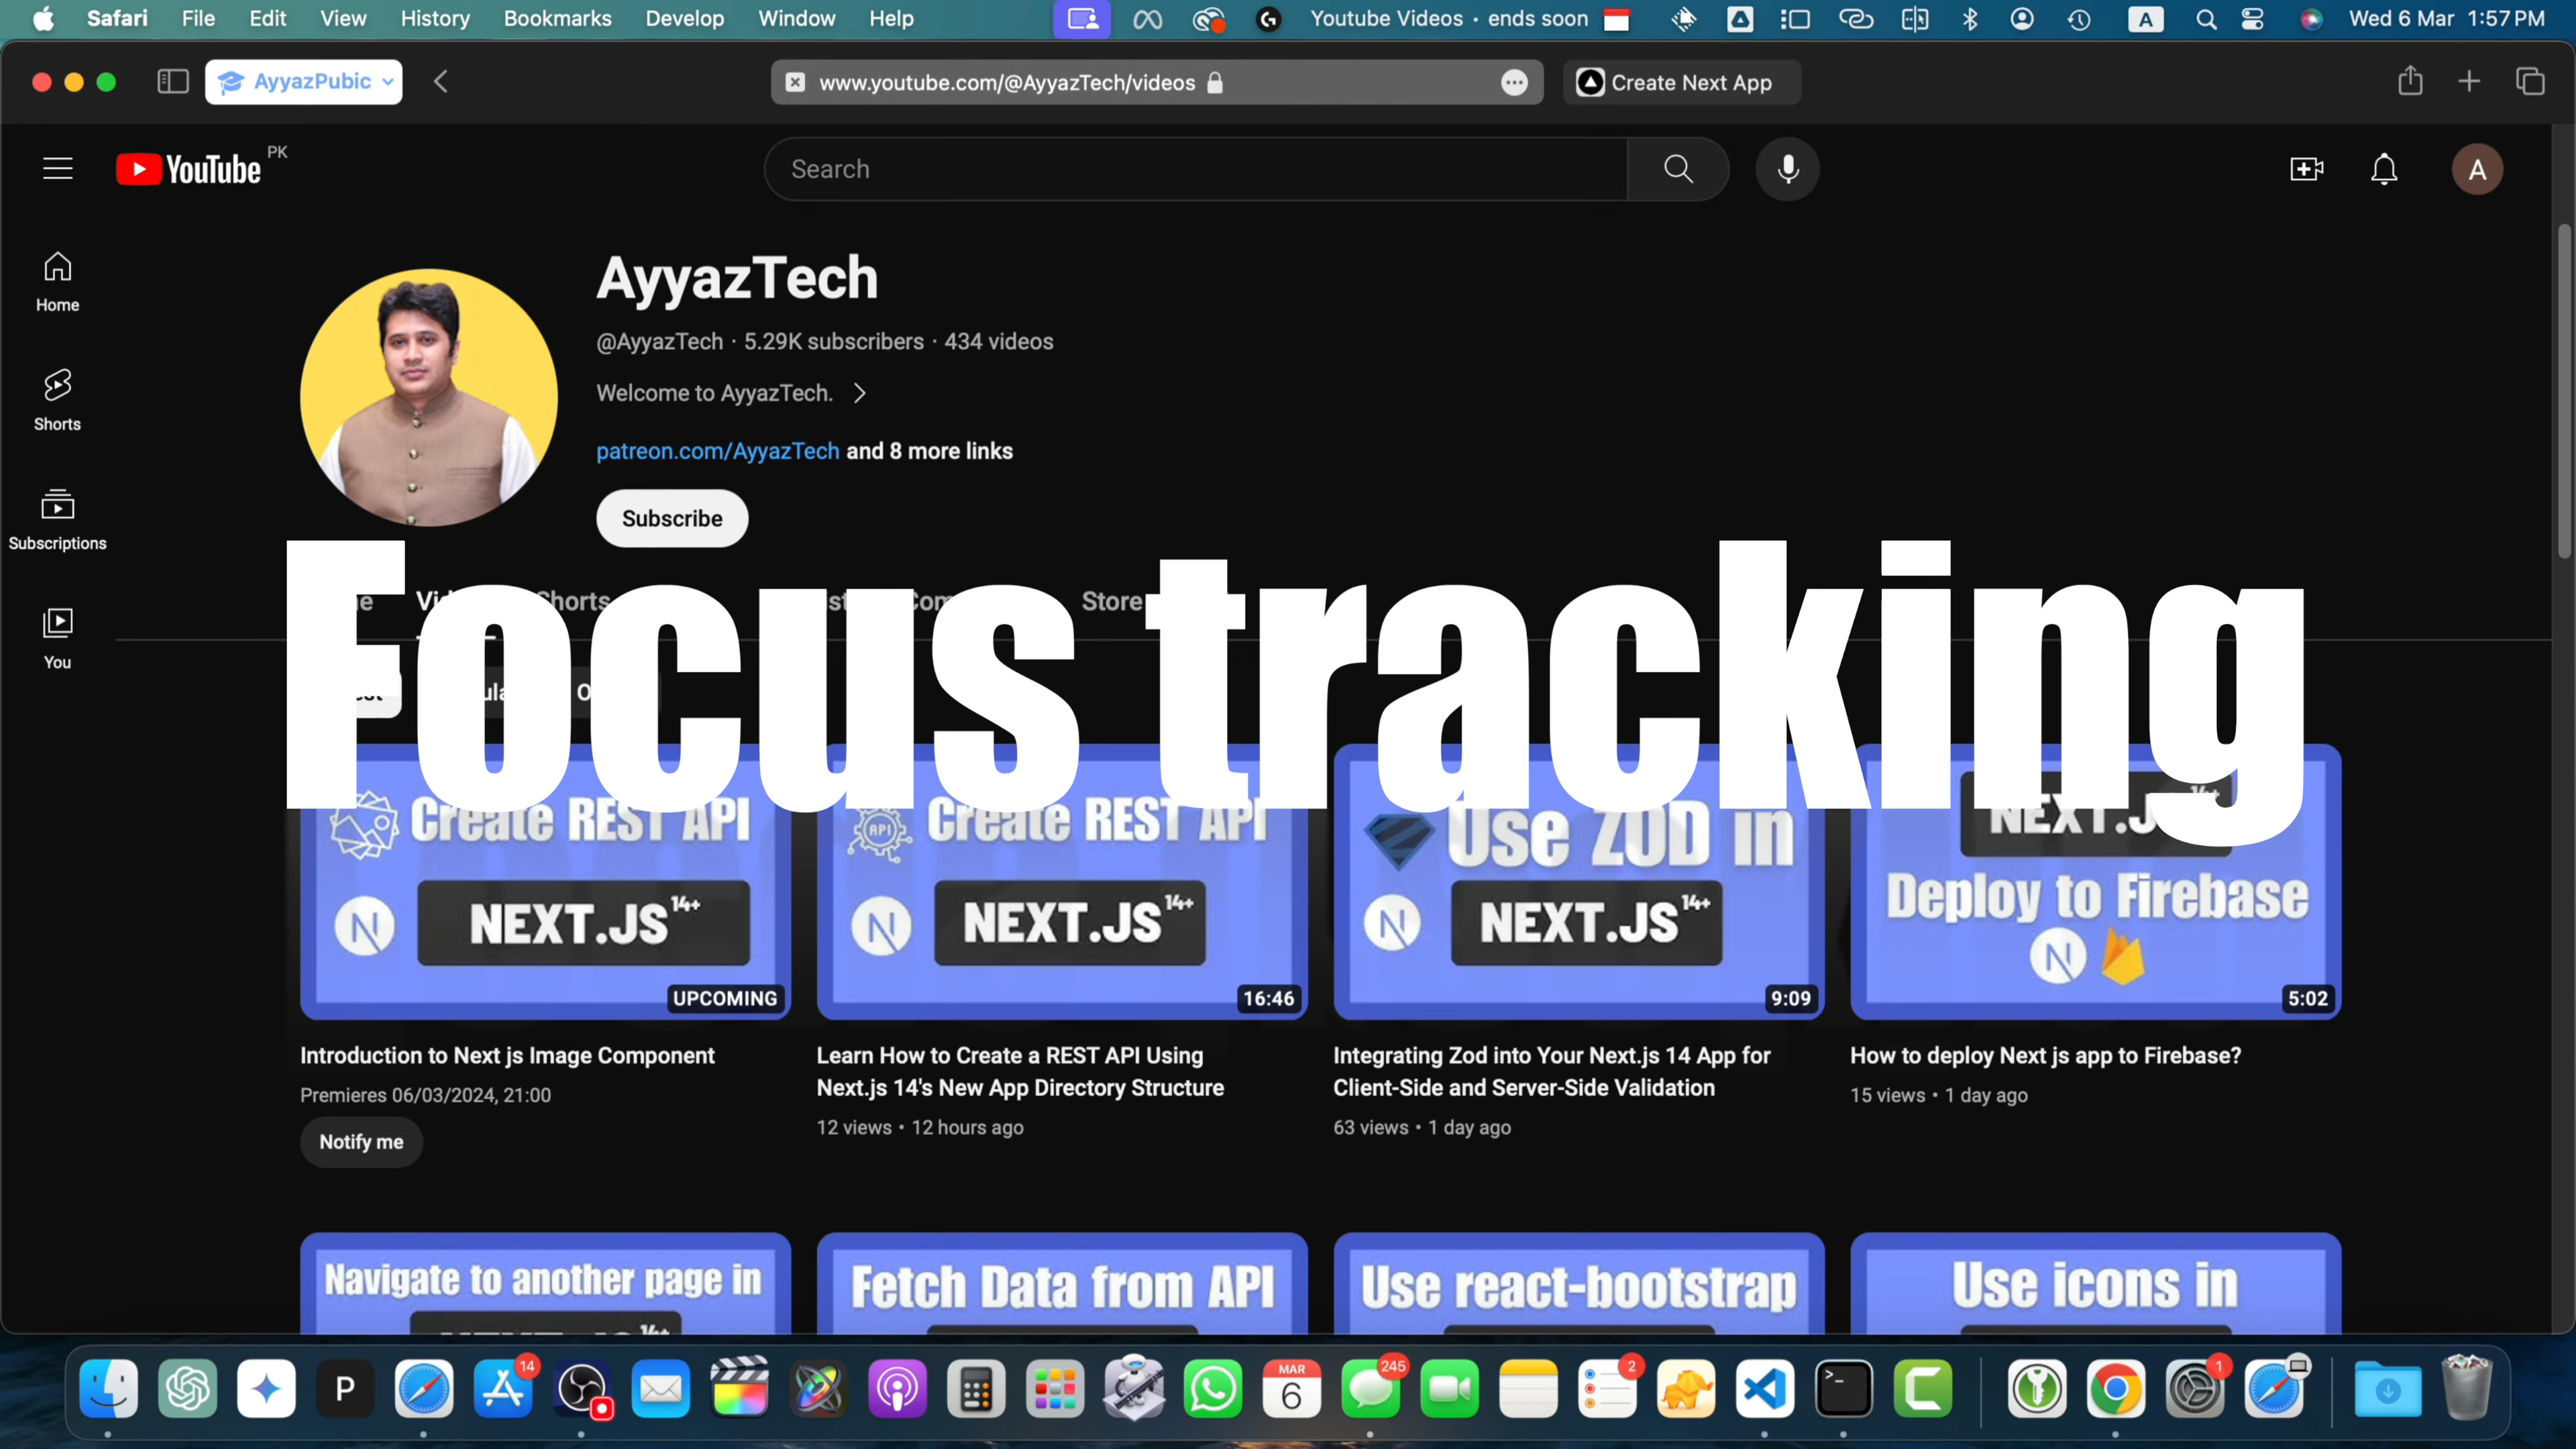 Safari File Edit View History Bookmarks Develop Window Help Youtube Videos · ends soon A Wed 6 Mar 1:57 PM
AyyazPubic www.youtube.com/@AyyazTech/videos Create Next App
YouTube PK Search A
Home
Shorts
Subscriptions
You
AyyazTech
@AyyazTech · 5.29K subscribers · 434 videos
Welcome to AyyazTech.
patreon.com/AyyazTech and 8 more links
Subscribe
Shorts Store
Focus tracking
Create REST API
NEXT.JS 14+
UPCOMING
Introduction to Next js Image Component
Premieres 06/03/2024, 21:00
Notify me
Create REST API
API
NEXT.JS 14+
16:46
Learn How to Create a REST API Using
Next.js 14's New App Directory Structure
12 views • 12 hours ago
Use ZOD in
NEXT.JS 14+
9:09
Integrating Zod into Your Next.js 14 App for
Client-Side and Server-Side Validation
63 views • 1 day ago
Deploy to Firebase
5:02
How to deploy Next js app to Firebase?
15 views • 1 day ago
Navigate to another page in
Fetch Data from API
Use react-bootstrap
Use icons in
P 14 MAR 6 245 2 >_ 1